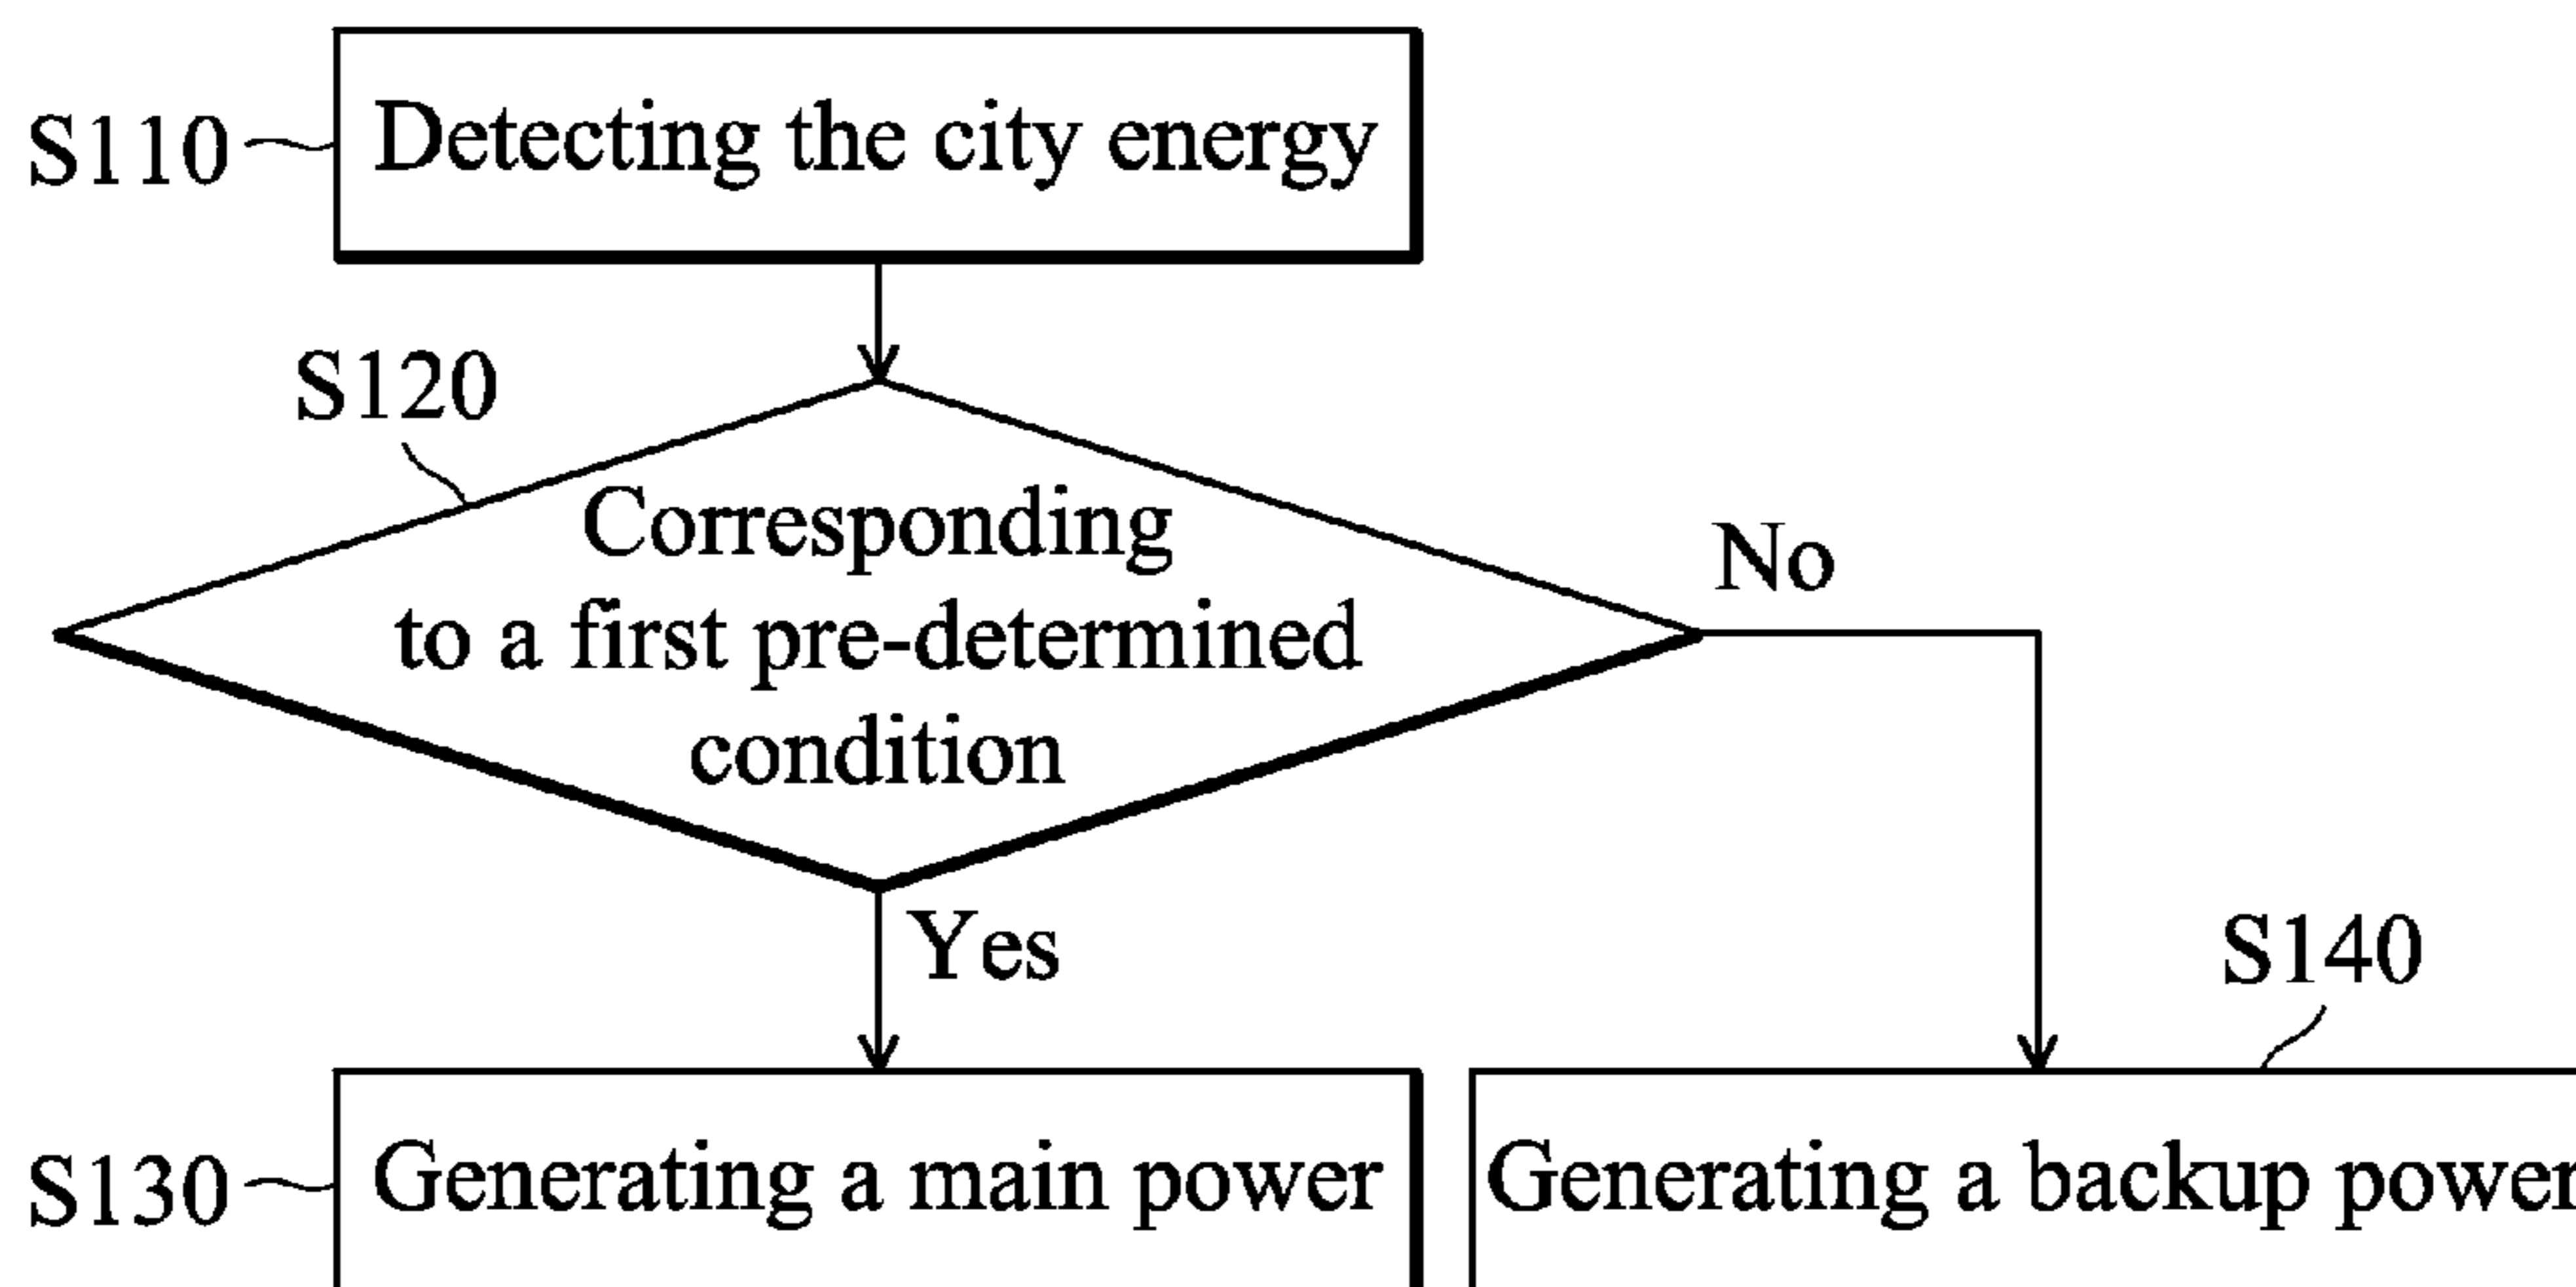 S110
Detecting the city energy
S120
Corresponding
to a first pre-determined
condition
No
Yes
S140
S130
Generating a main power
Generating a backup power